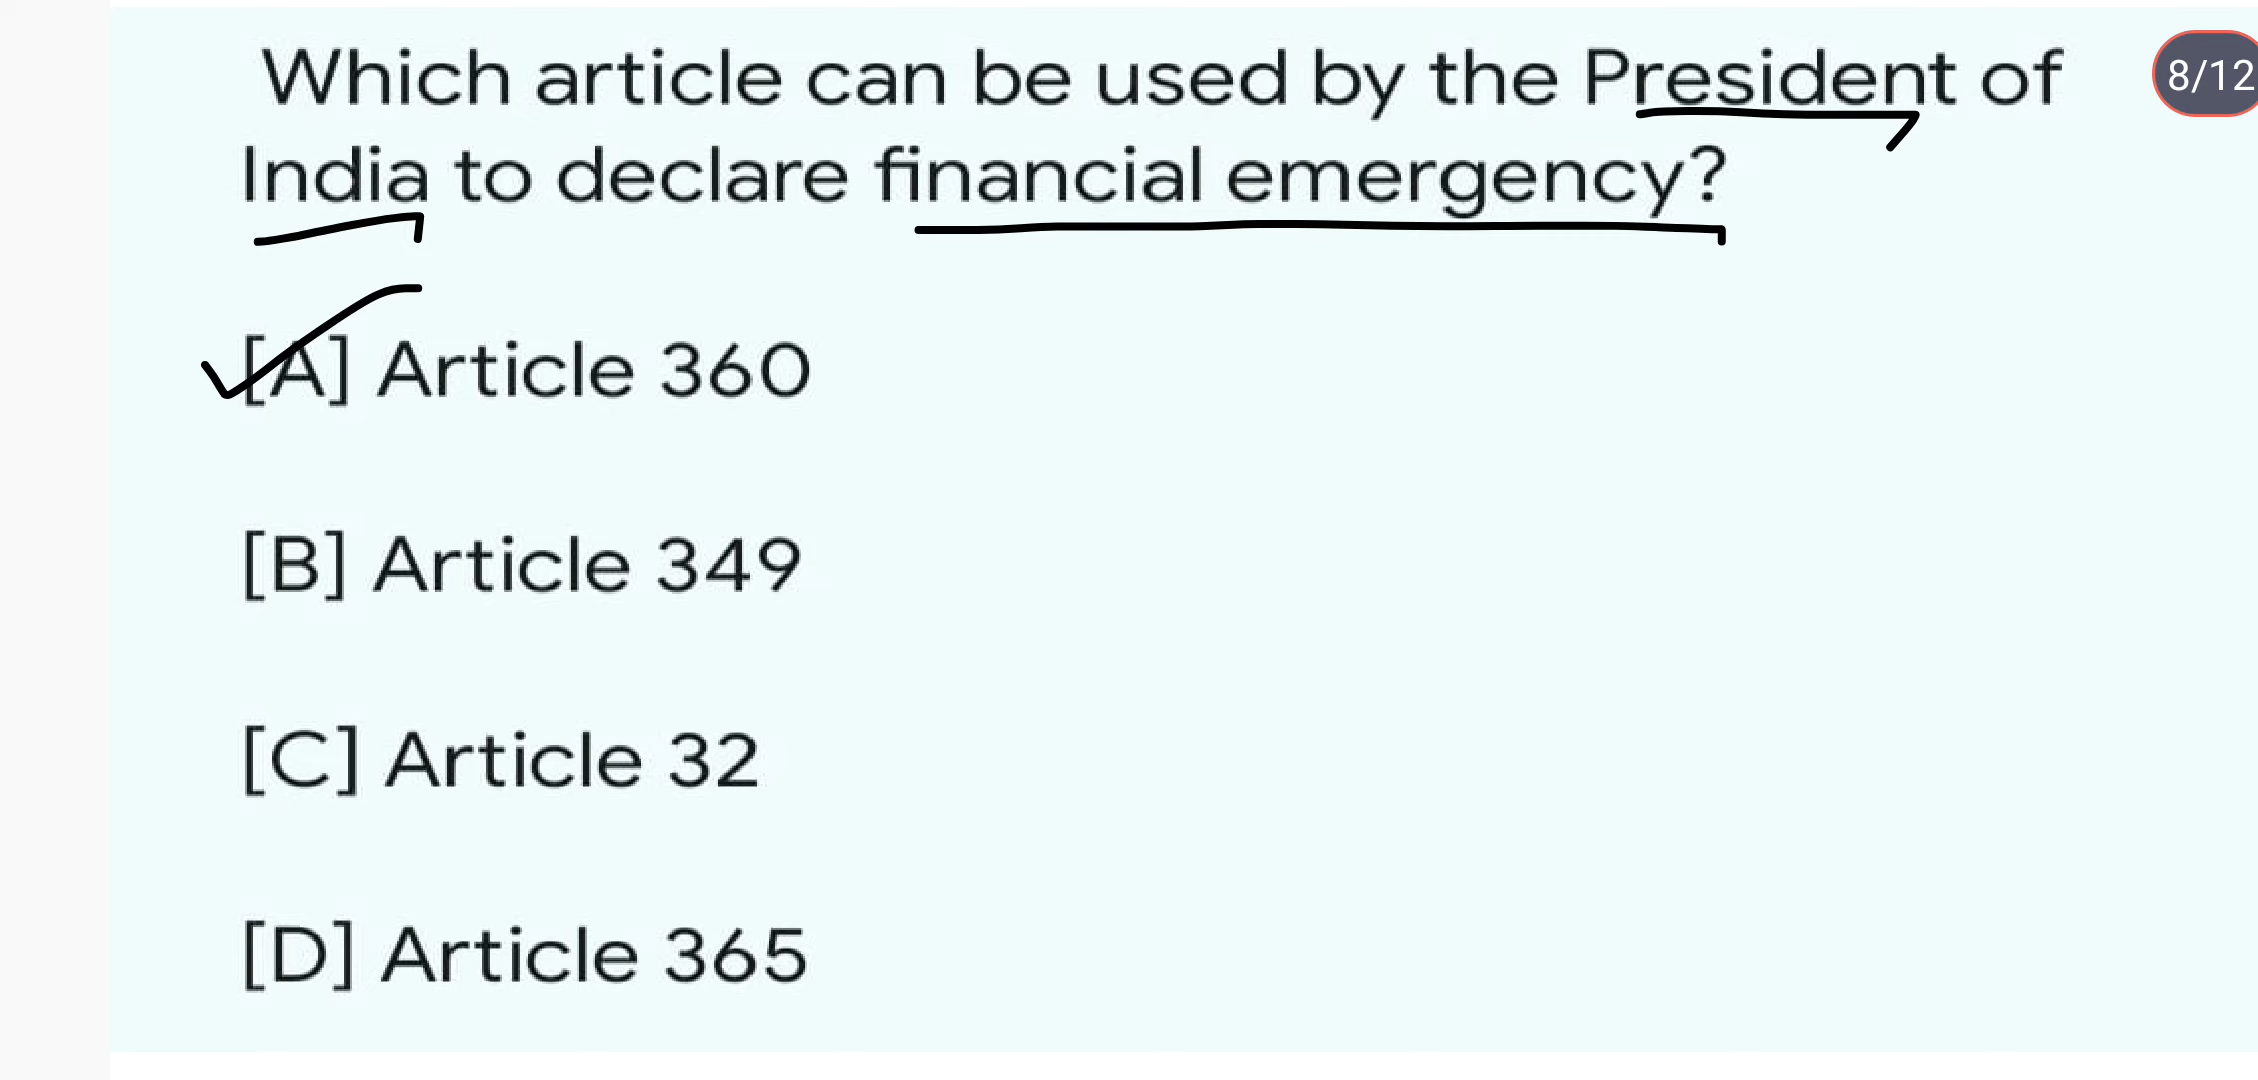 Which article can be used by the President of
8/12
India to declare financial emergency?
[A] Article 360
[B] Article 349
[C] Article 32
[D] Article 365